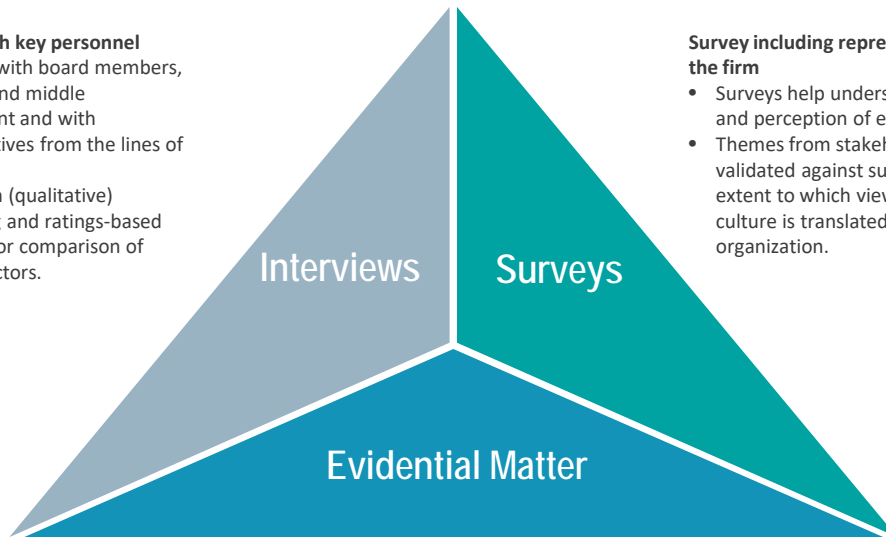 h key personnel
with board members,
nd middle
nt and with
tives from the lines of
(qualitative)
g and ratings-based
or comparison of
ctors.
Interviews
Surveys
Evidential Matter
Survey including repre
the firm
• Surveys help unders
and perception of e
• Themes from stakeh
validated against su
extent to which view
culture is translated
organization.